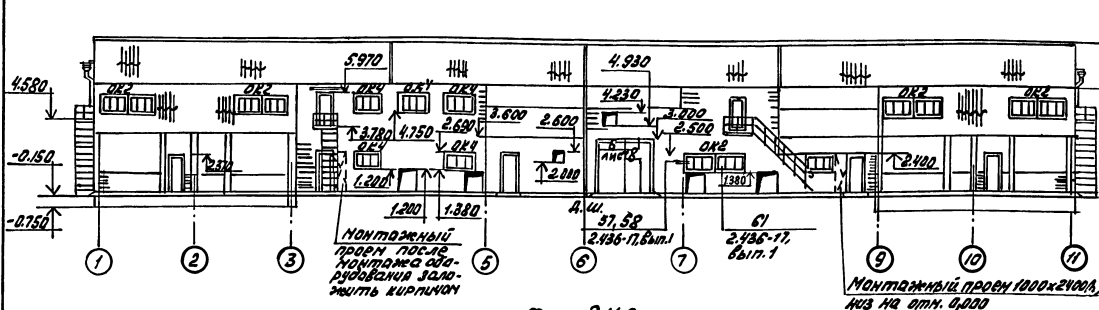 5.970
4.930
4.580
ОК2
ОК2
ОК4
ОК4
ОК4
4.230
ОК2
ОК2
3.600
3.000
3.780
4.750
2.690
2.600
2.500
ОК4
ОК4
ОК2
-0.150
2.370
2.000
2.400
1.200
1380
-0.750
1.200
1.380
Д.Ш.
57,58
2.436-17, вып.1
61
2.436-17,
вып. 1
Монтажный
проем после
монтажа обо-
рудования зало-
жить кирпичом
Монтажный проем 1000х2400h,
низ на отм. 0,000
1
2
3
5
6
7
9
10
11